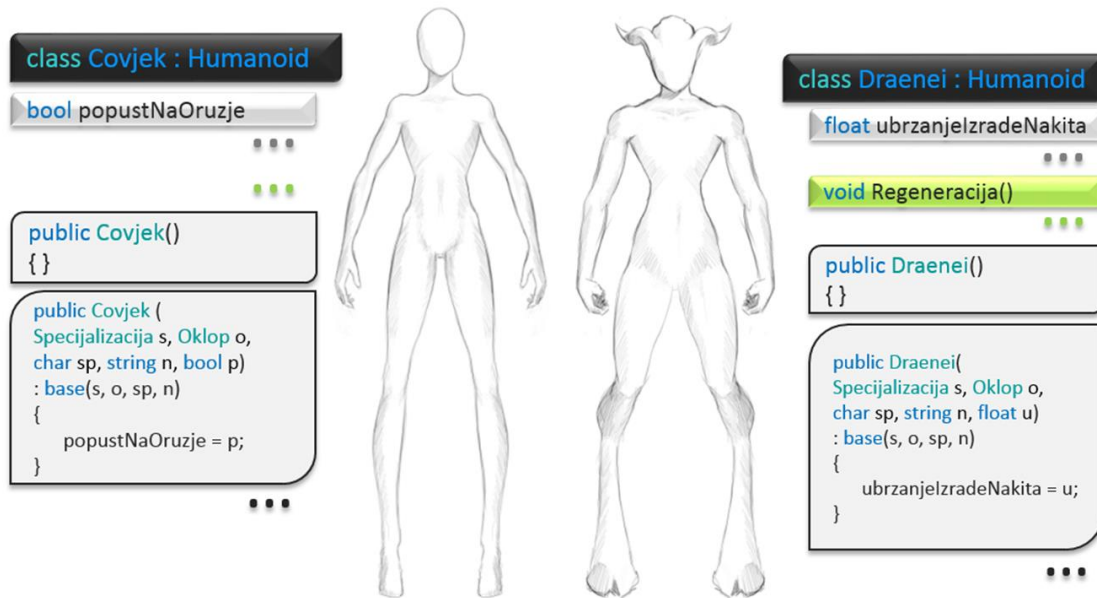 class Covjek : Humanoid
bool popustNaOruzje
...
...
public Covjek()
{ }
public Covjek (
Specijalizacija s, Oklop o,
char sp, string n, bool p)
: base(s, o, sp, n)
{
popustNaOruzje = p;
}
...
class Draenei : Humanoid
float ubrzanjeIzradeNakita
...
void Regeneracija()
...
public Draenei()
{ }
public Draenei(
Specijalizacija s, Oklop o,
char sp, string n, float u)
: base(s, o, sp, n)
{
ubrzanjeIzradeNakita = u;
}
...